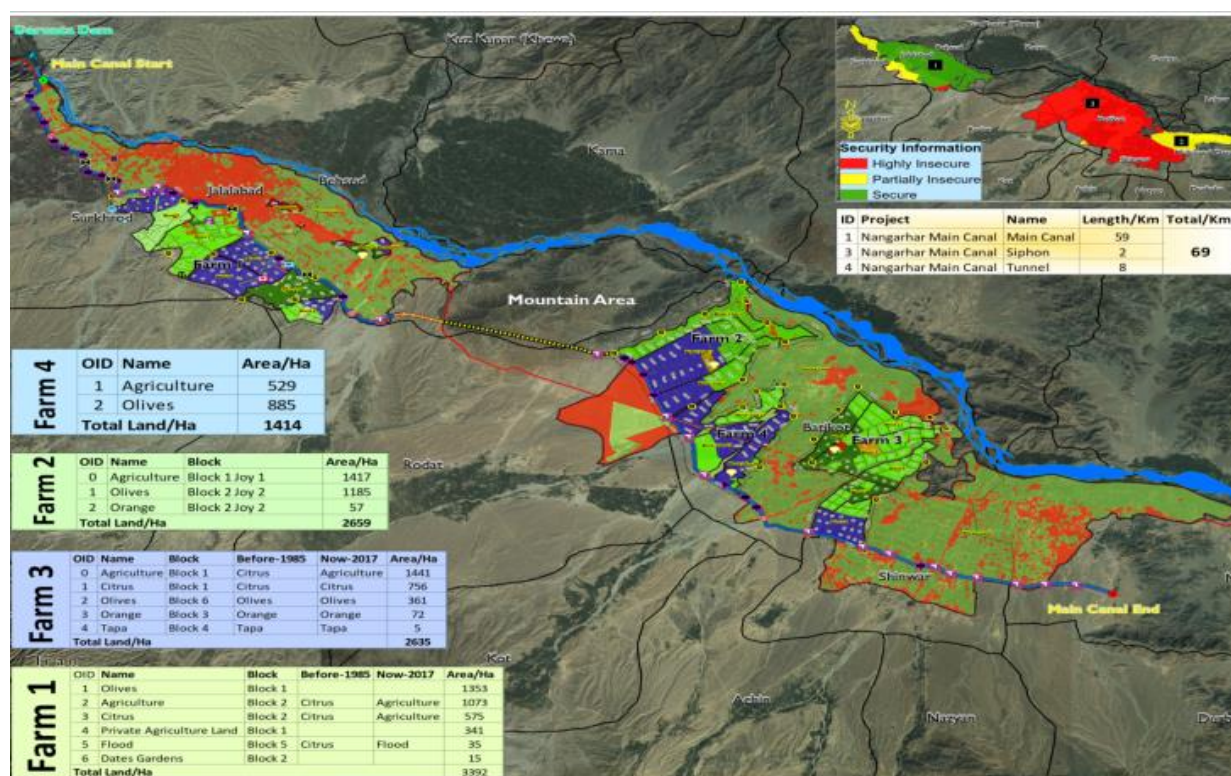 Darunta Dam
Kuz Kunar (Khewa)
Main Canal Start
Kama
Behsod
Jalalabad
Surkhrod
Farm 1
Mountain Area
Farm 2
Farm 4
Batikot
Farm 3
Rodat
Shinwar
Main Canal End
Kot
Achin
Nazyan
Durb
1
3
2
Security Information
Highly Insecure
Partially Insecure
Secure
ID Project Name Length/Km Total/Km
1 Nangarhar Main Canal Main Canal 59
3 Nangarhar Main Canal Siphon 2 69
4 Nangarhar Main Canal Tunnel 8
Farm 4
OID Name Area/Ha
1 Agriculture 529
2 Olives 885
Total Land/Ha 1414
Farm 2
OID Name Block Area/Ha
0 Agriculture Block 1 Joy 1 1417
1 Olives Block 2 Joy 2 1185
2 Orange Block 2 Joy 2 57
Total Land/Ha 2659
Farm 3
OID Name Block Before-1985 Now-2017 Area/Ha
0 Agriculture Block 1 Citrus Agriculture 1441
1 Citrus Block 1 Citrus Citrus 756
2 Olives Block 6 Olives Olives 361
3 Orange Block 3 Orange Orange 72
4 Tapa Block 4 Tapa Tapa 5
Total Land/Ha 2635
Farm 1
OID Name Block Before-1985 Now-2017 Area/Ha
1 Olives Block 1 1353
2 Agriculture Block 2 Citrus Agriculture 1073
3 Citrus Block 2 Citrus Agriculture 575
4 Private Agriculture Land Block 1 341
5 Flood Block 5 Citrus Flood 35
6 Dates Gardens Block 2 15
Total Land/Ha 3392